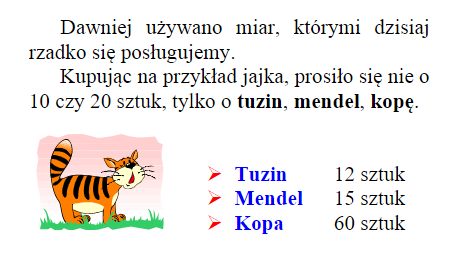 Dawniej używano miar, którymi dzisiaj
rzadko się posługujemy.
Kupując na przykład jajka, prosiło się nie o
10 czy 20 sztuk, tylko o tuzin, mendel, kopę.
Tuzin 12 sztuk
Mendel 15 sztuk
Kopa 60 sztuk